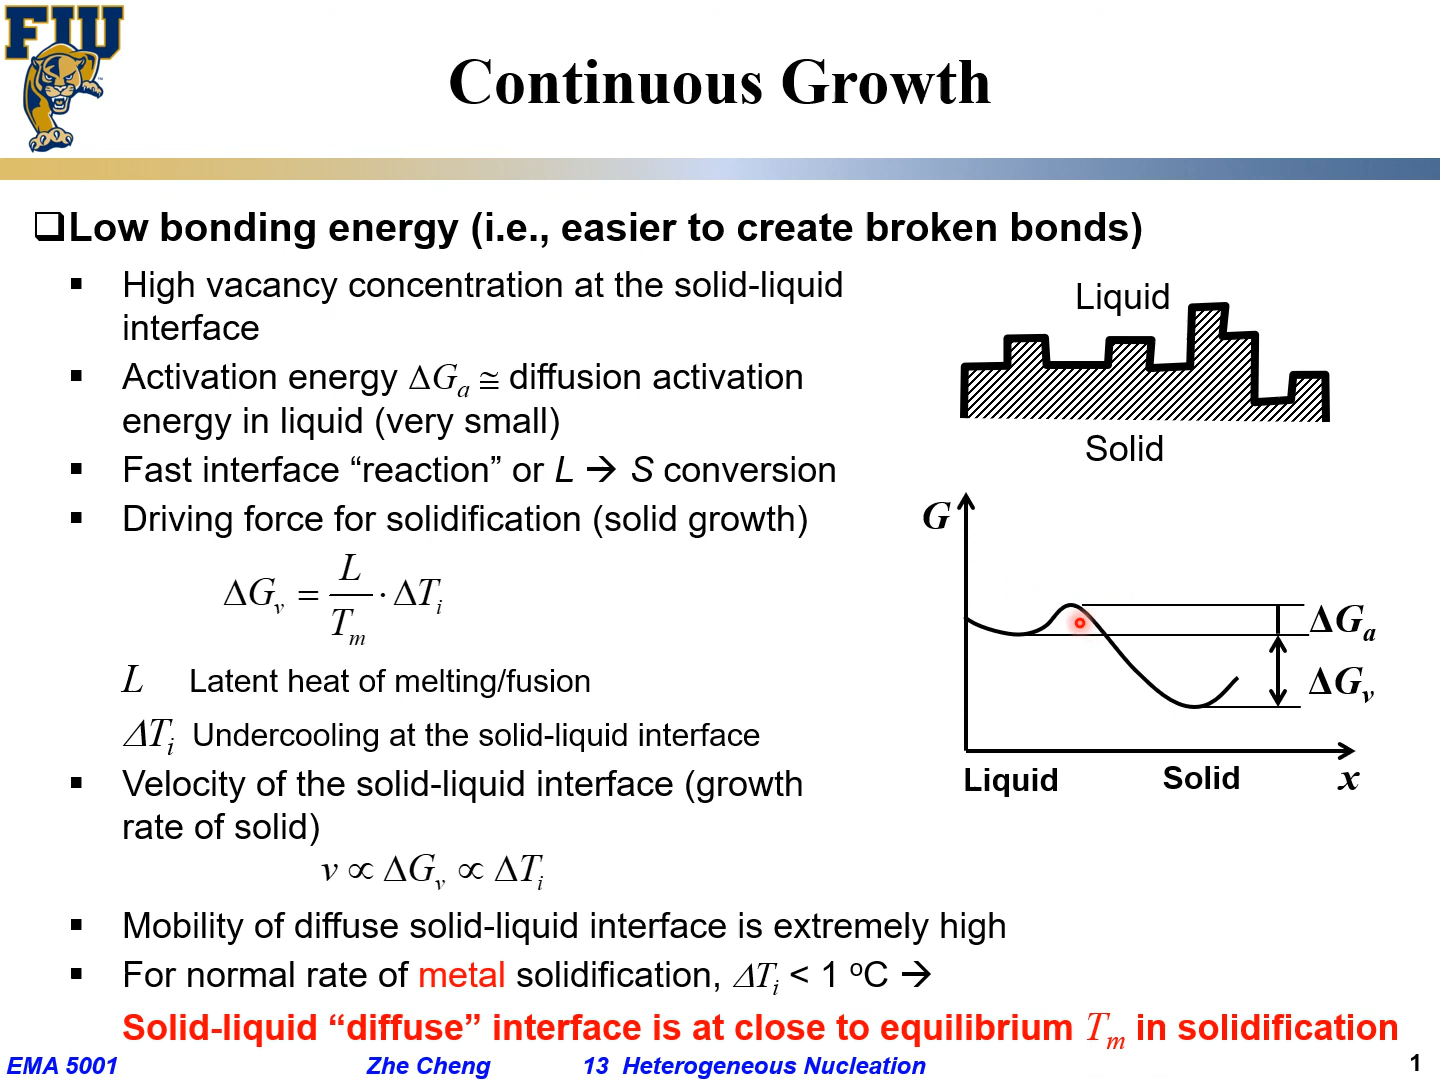 FIU
Continuous Growth
❑Low bonding energy (i.e., easier to create broken bonds)
▪ High vacancy concentration at the solid-liquid
interface
▪ Activation energy ΔGₐ ≅ diffusion activation
energy in liquid (very small)
▪ Fast interface “reaction” or L → S conversion
▪ Driving force for solidification (solid growth)
ΔG_v = L/T_m · ΔT_i
L Latent heat of melting/fusion
ΔT_i Undercooling at the solid-liquid interface
▪ Velocity of the solid-liquid interface (growth
rate of solid)
v ∝ ΔG_v ∝ ΔT_i
▪ Mobility of diffuse solid-liquid interface is extremely high
▪ For normal rate of metal solidification, ΔT_i < 1 °C →
Solid-liquid “diffuse” interface is at close to equilibrium T_m in solidification
Liquid
Solid
G
ΔGₐ
ΔG_v
Liquid Solid x
EMA 5001 Zhe Cheng 13 Heterogeneous Nucleation 1